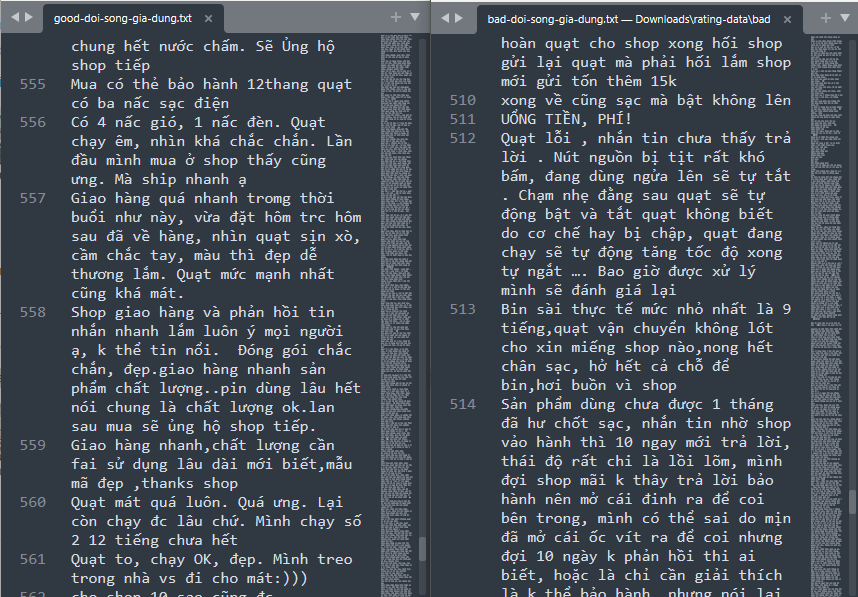 good-doi-song-gia-dung.txt
chung hết nước chấm. Sẽ Ủng hộ
shop tiếp
555 Mua có thẻ bảo hành 12thang quạt
có ba nấc sạc điện
556 Có 4 nấc gió, 1 nấc đèn. Quạt
chạy êm, nhìn khá chắc chắn. Lần
đầu mình mua ở shop thấy cũng
ưng. Mà ship nhanh ạ
557 Giao hàng quá nhanh tromg thời
buổi như này, vừa đặt hôm trc hôm
sau đã về hàng, nhìn quạt sịn xò,
cầm chắc tay, màu thì đẹp dễ
thương lắm. Quạt mức mạnh nhất
cũng khá mát.
558 Shop giao hàng và phản hồi tin
nhắn nhanh lắm luôn ý mọi người
ạ, k thể tin nổi.  Đóng gói chắc
chắn, đẹp.giao hàng nhanh sản
phẩm chất lượng..pin dùng lâu hết
nói chung là chất lượng ok.lan
sau mua sẽ ủng hộ shop tiếp.
559 Giao hàng nhanh,chất lượng cần
fai sử dụng lâu dài mới biết,mẫu
mã đẹp ,thanks shop
560 Quạt mát quá luôn. Quá ưng. Lại
còn chạy đc lâu chứ. Mình chạy số
2 12 tiếng chưa hết
561 Quạt to, chạy OK, đẹp. Mình treo
trong nhà vs đi cho mát:)))
562 cho shop 10 sao cũng đc
bad-doi-song-gia-dung.txt — Downloads\rating-data\bad
hoàn quạt cho shop xong hối shop
gửi lại quạt mà phải hối lắm shop
mới gửi tốn thêm 15k
510 xong về cũng sạc mà bật không lên
511 UỔNG TIỀN, PHÍ!
512 Quạt lỗi , nhắn tin chưa thấy trả
lời . Nút nguồn bị tịt rất khó
bấm, đang dùng ngửa lên sẽ tự tắt
. Chạm nhẹ đằng sau quạt sẽ tự
động bật và tắt quạt không biết
do cơ chế hay bị chập, quạt đang
chạy sẽ tự động tăng tốc độ xong
tự ngắt …. Bao giờ được xử lý
mình sẽ đánh giá lại
513 Bin sài thực tế mức nhỏ nhất là 9
tiếng,quạt vận chuyển không lót
cho xin miếng shop nào,nong hết
chân sạc, hở hết cả chỗ để
bin,hơi buồn vì shop
514 Sản phẩm dùng chưa được 1 tháng
đã hư chốt sạc, nhắn tin nhờ shop
vảo hành thì 10 ngay mới trả lời,
thái độ rất chi là lồi lõm, mình
đợi shop mãi k thây trả lời bảo
hành nên mở cái đinh ra để coi
bên trong, mình có thể sai do mịn
đã mở cái ốc vít ra để coi nhưng
đợi 10 ngày k phản hồi thi ai
biết, hoặc là chỉ cần giải thích
là k thể bảo hành, nhưng nói lại